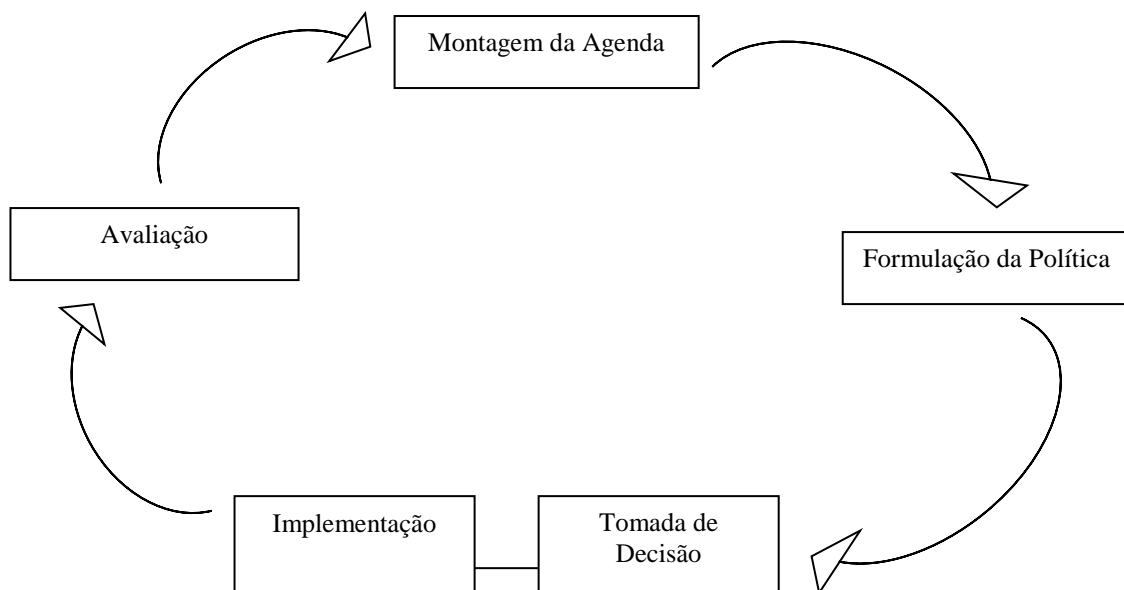 Montagem da Agenda
Avaliação
Formulação da Política
Implementação
Tomada de
Decisão